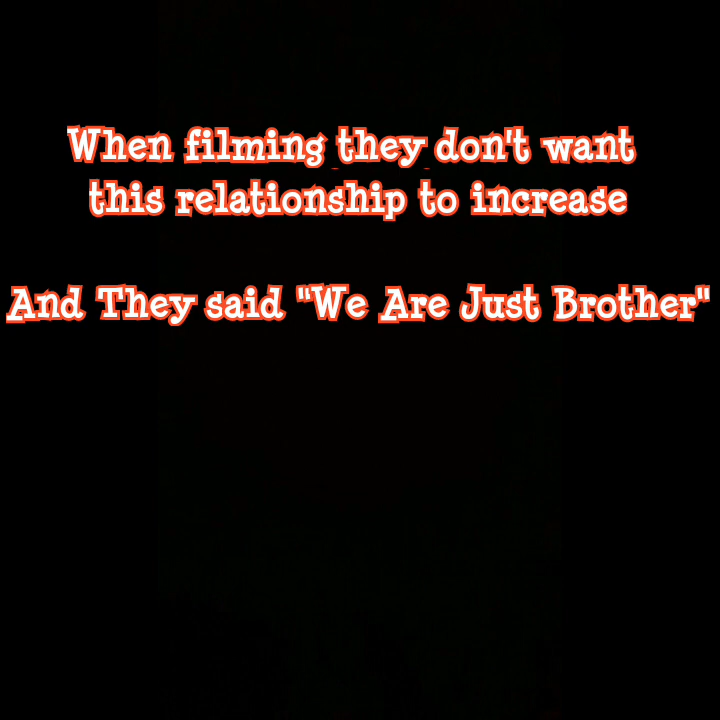 When filming they don't want
this relationship to increase
And They said "We Are Just Brother"